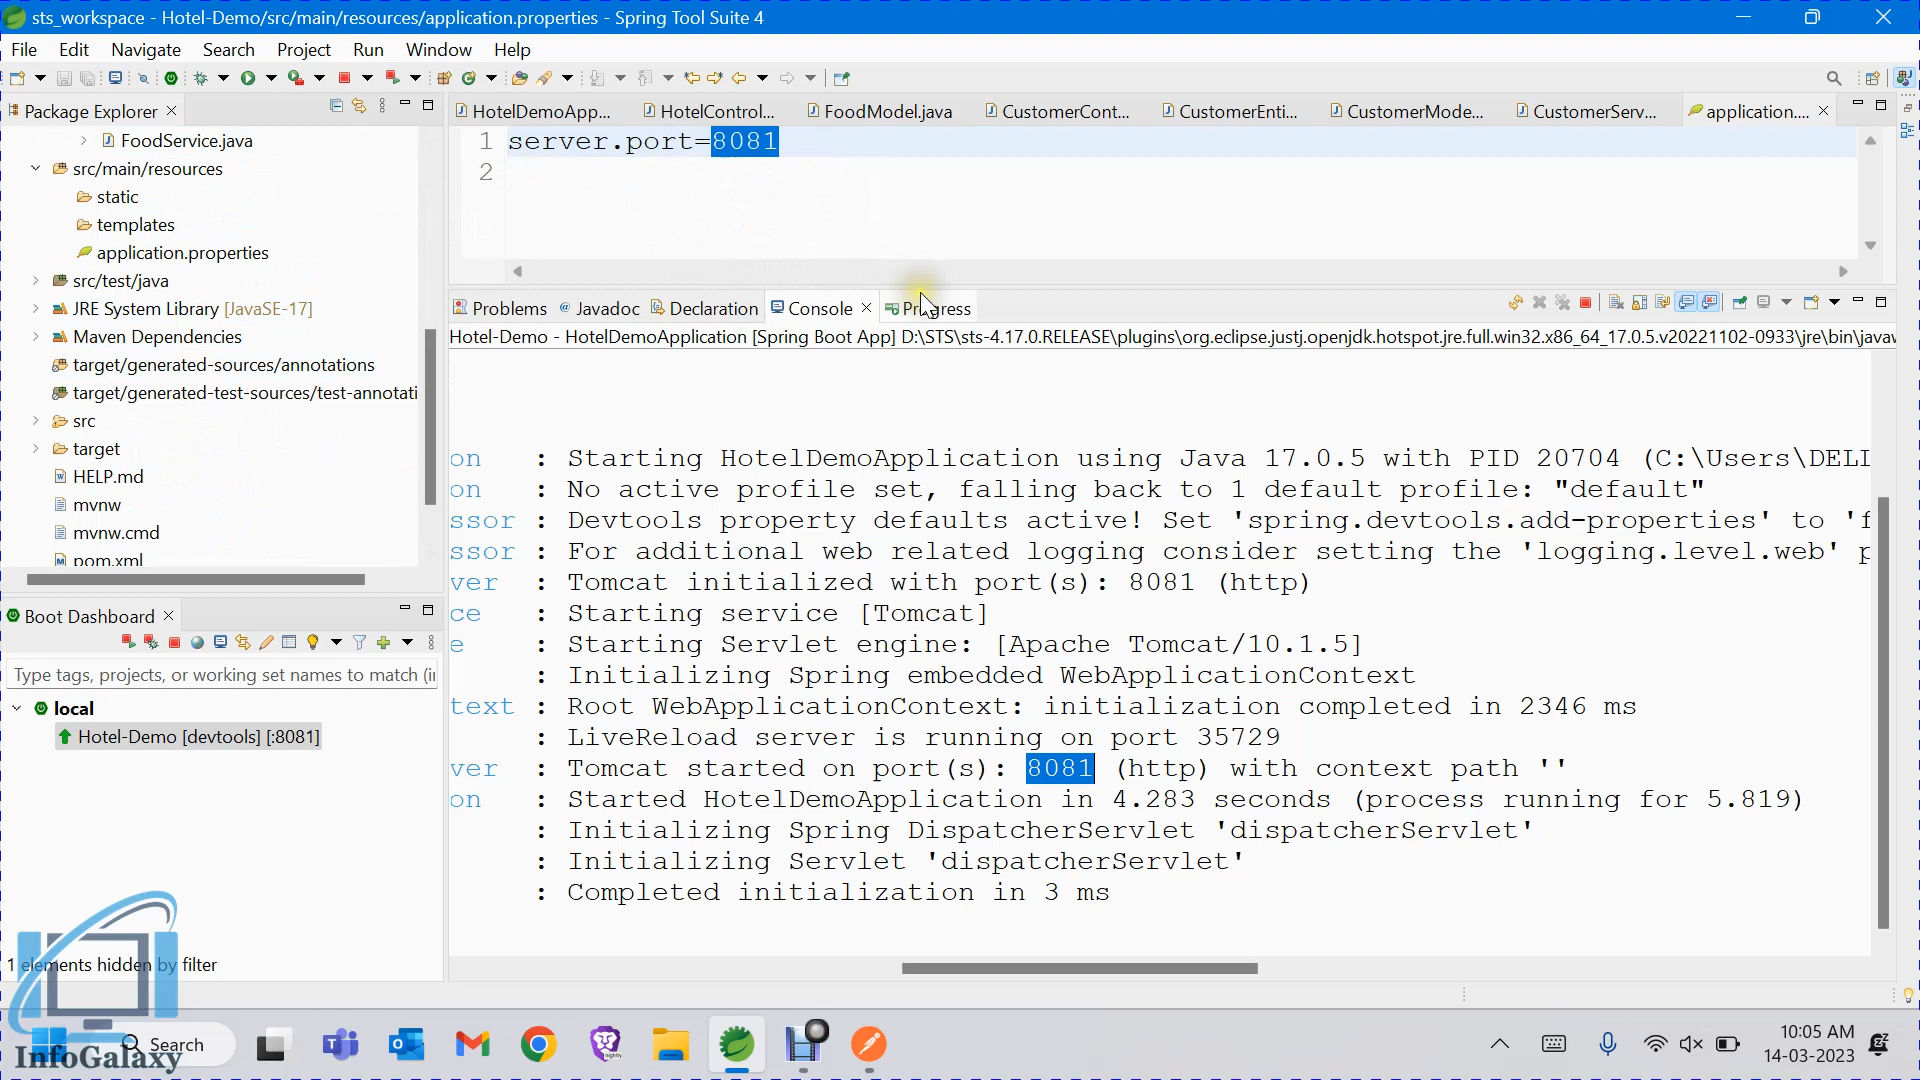 sts_workspace - Hotel-Demo/src/main/resources/application.properties - Spring Tool Suite 4
File Edit Navigate Search Project Run Window Help
Package Explorer
FoodService.java
src/main/resources
static
templates
application.properties
src/test/java
JRE System Library [JavaSE-17]
Maven Dependencies
target/generated-sources/annotations
target/generated-test-sources/test-annotati
src
target
HELP.md
mvnw
mvnw.cmd
pom.xml
HotelDemoApp... HotelControl... FoodModel.java CustomerCont... CustomerEnti... CustomerMode... CustomerServ... application....
1 server.port=8081
2
Problems @ Javadoc Declaration Console Progress
Hotel-Demo - HotelDemoApplication [Spring Boot App] D:\STS\sts-4.17.0.RELEASE\plugins\org.eclipse.justj.openjdk.hotspot.jre.full.win32.x86_64_17.0.5.v20221102-0933\jre\bin\javaw
on : Starting HotelDemoApplication using Java 17.0.5 with PID 20704 (C:\Users\DELL
on : No active profile set, falling back to 1 default profile: "default"
ssor : Devtools property defaults active! Set 'spring.devtools.add-properties' to 'f
ssor : For additional web related logging consider setting the 'logging.level.web' p
ver : Tomcat initialized with port(s): 8081 (http)
ce : Starting service [Tomcat]
e : Starting Servlet engine: [Apache Tomcat/10.1.5]
: Initializing Spring embedded WebApplicationContext
text : Root WebApplicationContext: initialization completed in 2346 ms
: LiveReload server is running on port 35729
ver : Tomcat started on port(s): 8081 (http) with context path ''
on : Started HotelDemoApplication in 4.283 seconds (process running for 5.819)
: Initializing Spring DispatcherServlet 'dispatcherServlet'
: Initializing Servlet 'dispatcherServlet'
: Completed initialization in 3 ms
Boot Dashboard
Type tags, projects, or working set names to match (i
local
Hotel-Demo [devtools] [:8081]
1 elements hidden by filter
InfoGalaxy
Search
10:05 AM
14-03-2023